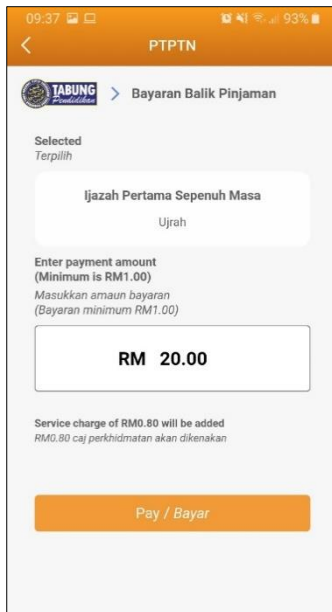 09:37 93%
PTPTN
TABUNG
Pendidikan
> Bayaran Balik Pinjaman
Selected
Terpilih
Ijazah Pertama Sepenuh Masa
Ujrah
Enter payment amount
(Minimum is RM1.00)
Masukkan amaun bayaran
(Bayaran minimum RM1.00)
RM 20.00
Service charge of RM0.80 will be added
RM0.80 caj perkhidmatan akan dikenakan
Pay / Bayar